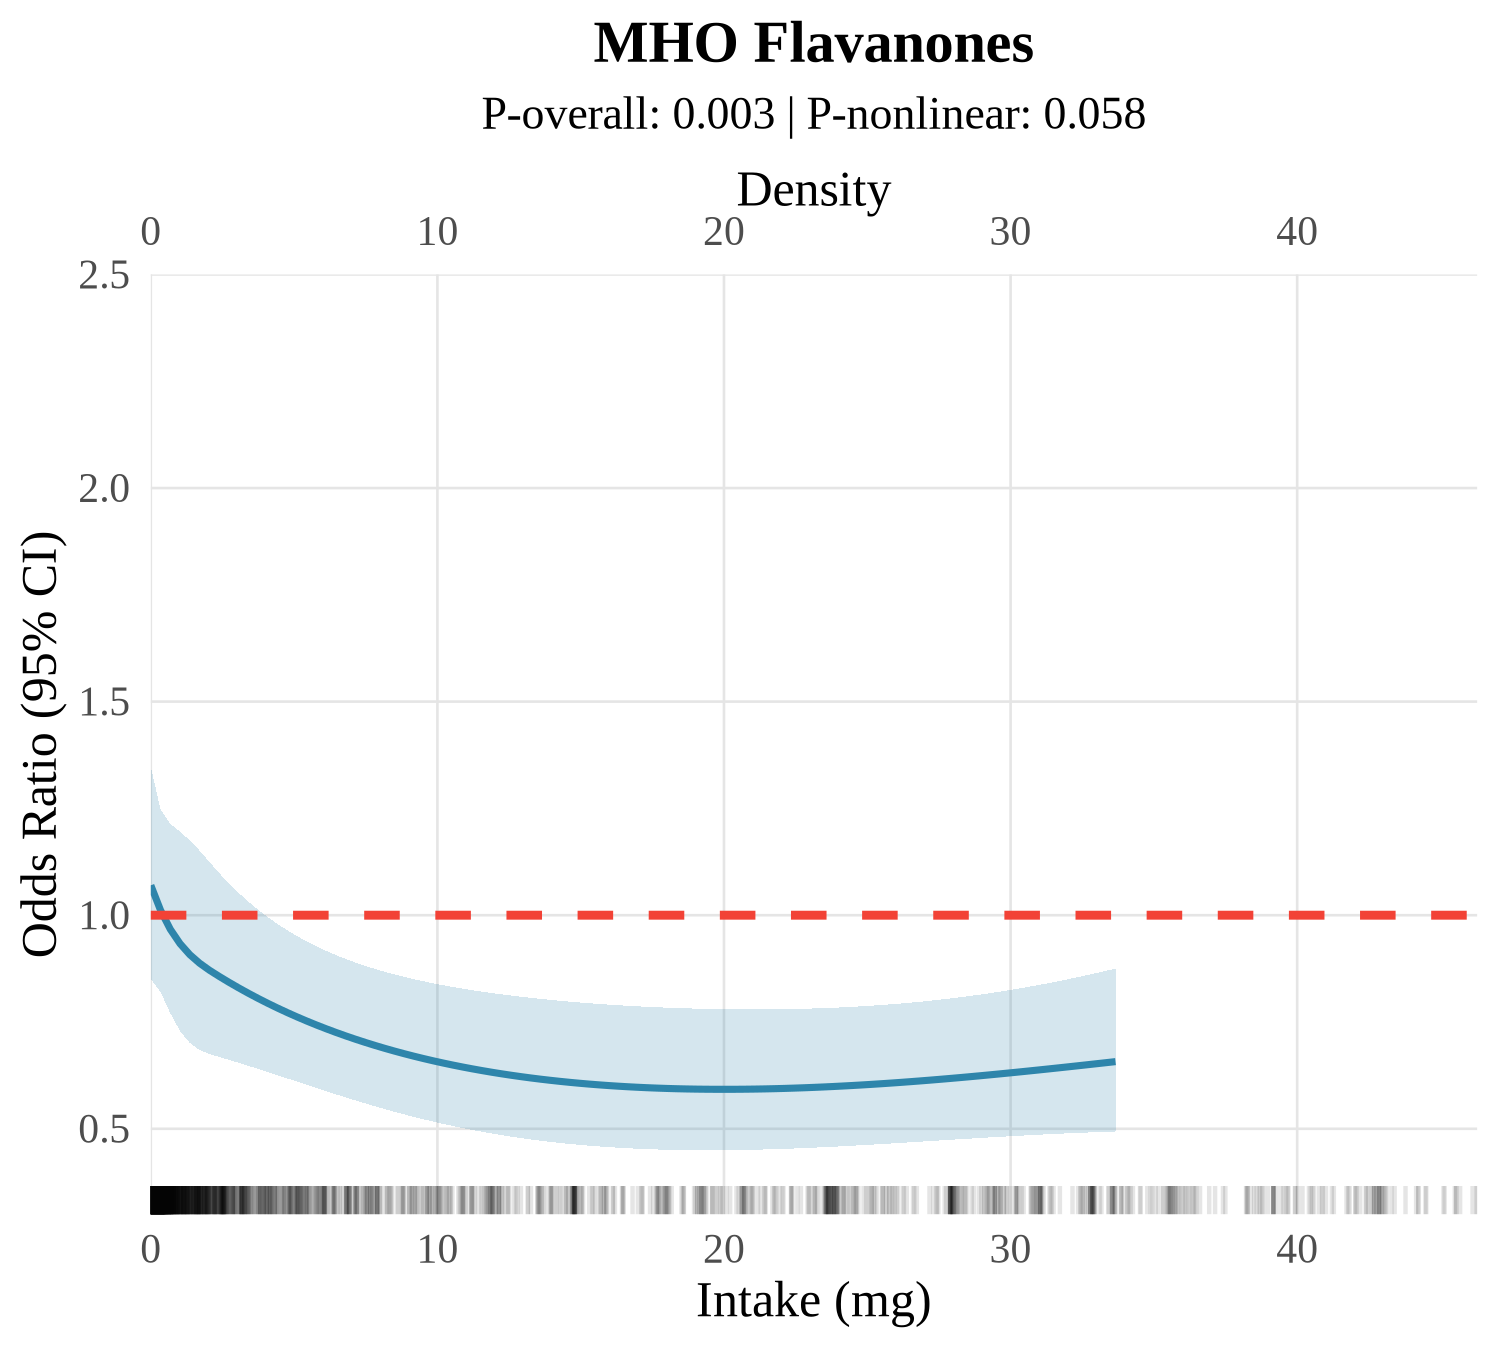 MHO Flavanones
P-overall: 0.003 | P-nonlinear: 0.058
Density
0 10 20 30 40
2.5
2.0
1.5
1.0
0.5
Odds Ratio (95% CI)
0 10 20 30 40
Intake (mg)